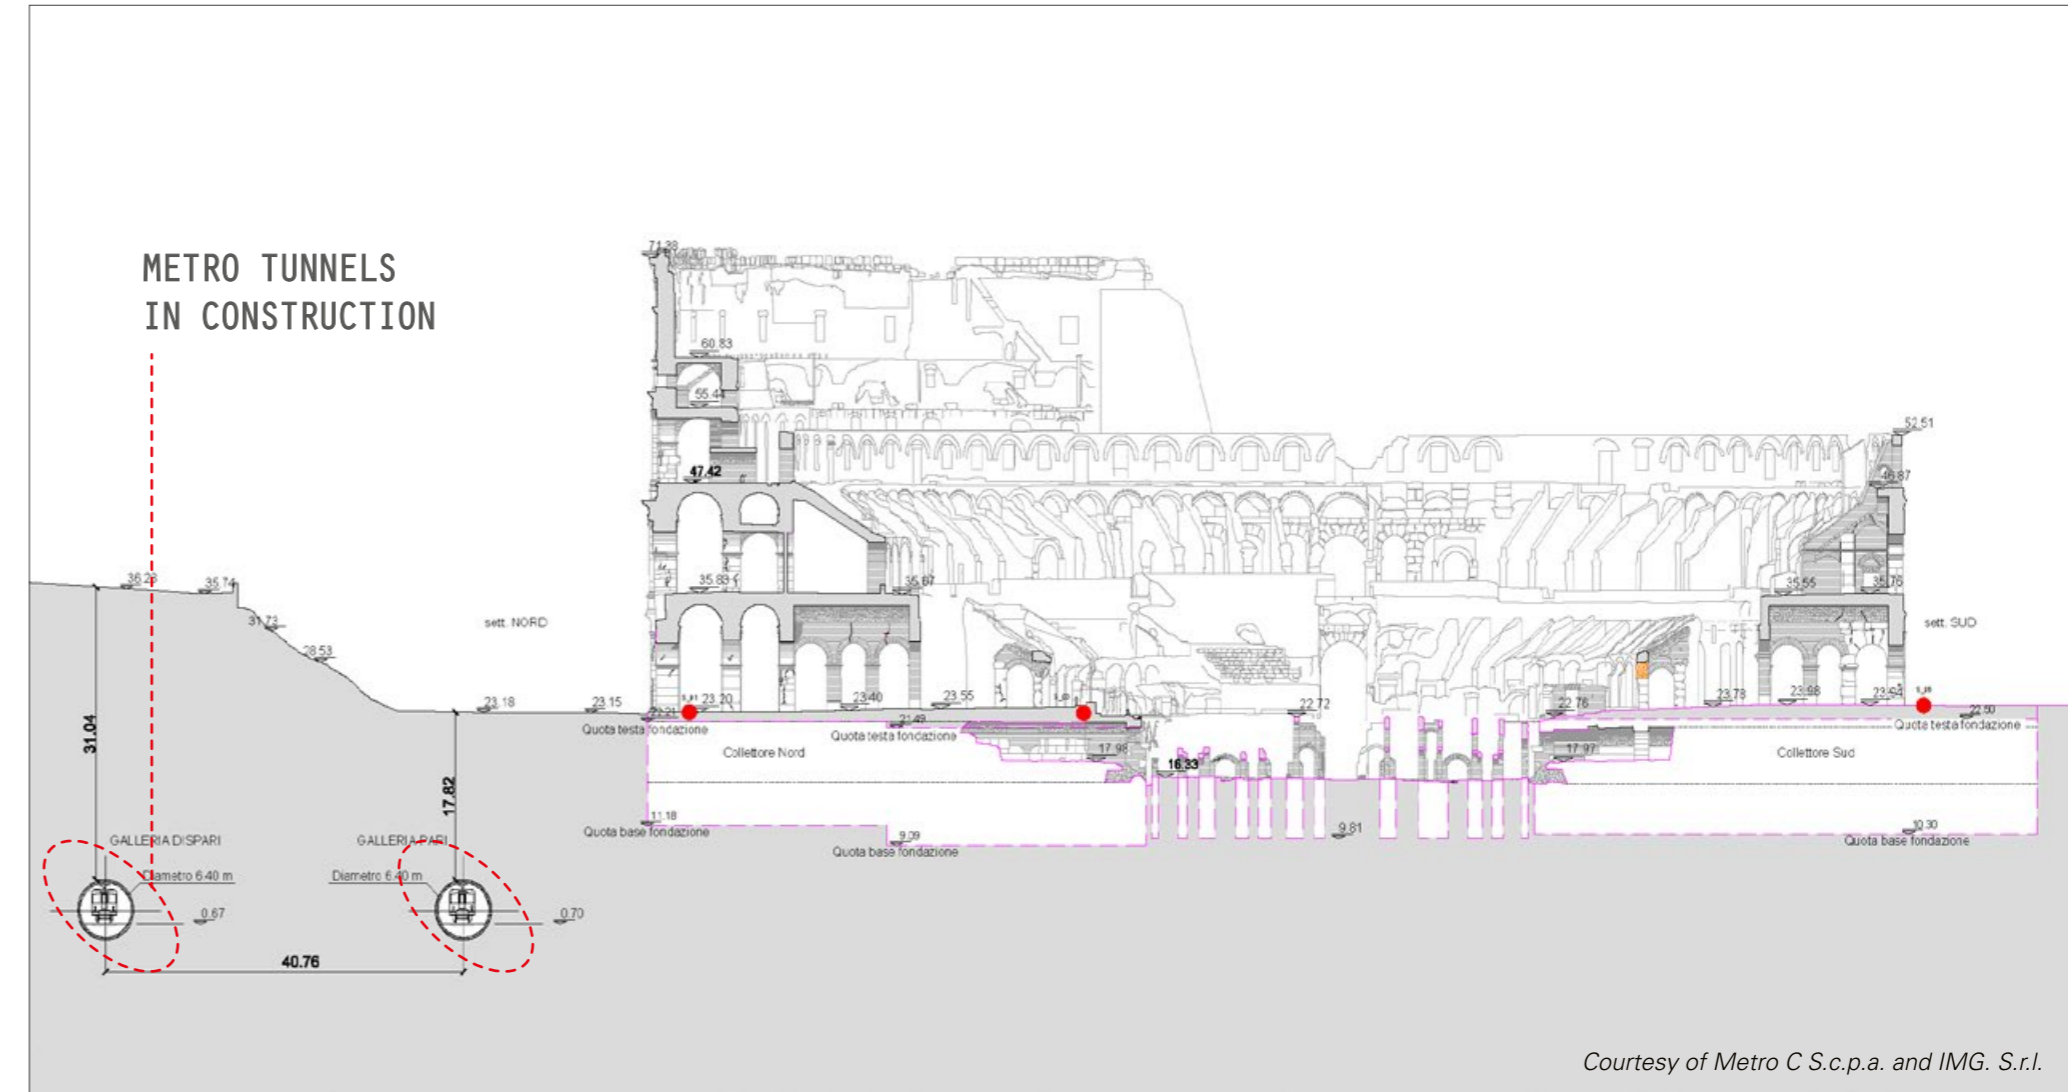 METRO TUNNELS
IN CONSTRUCTION
71.38
60.83
55.44
52.51
47.42
46.87
36.23
35.74
35.83
35.67
35.55
35.76
31.73
sett. NORD
sett. SUD
28.53
31.04
23.18
23.15
23.20
23.40
23.55
22.72
22.76
23.78
23.98
23.94
22.21
22.50
Quota testa fondazione
21.49
Quota testa fondazione
Quota testa fondazione
Collettore Nord
17.98
17.97
Collettore Sud
16.33
17.82
11.18
Quota base fondazione
9.09
Quota base fondazione
9.81
10.30
Quota base fondazione
GALLERIA DISPARI
GALLERIA PARI
Diametro 6.40 m
Diametro 6.40 m
0.67
0.70
40.76
Courtesy of Metro C S.c.p.a. and IMG. S.r.l.